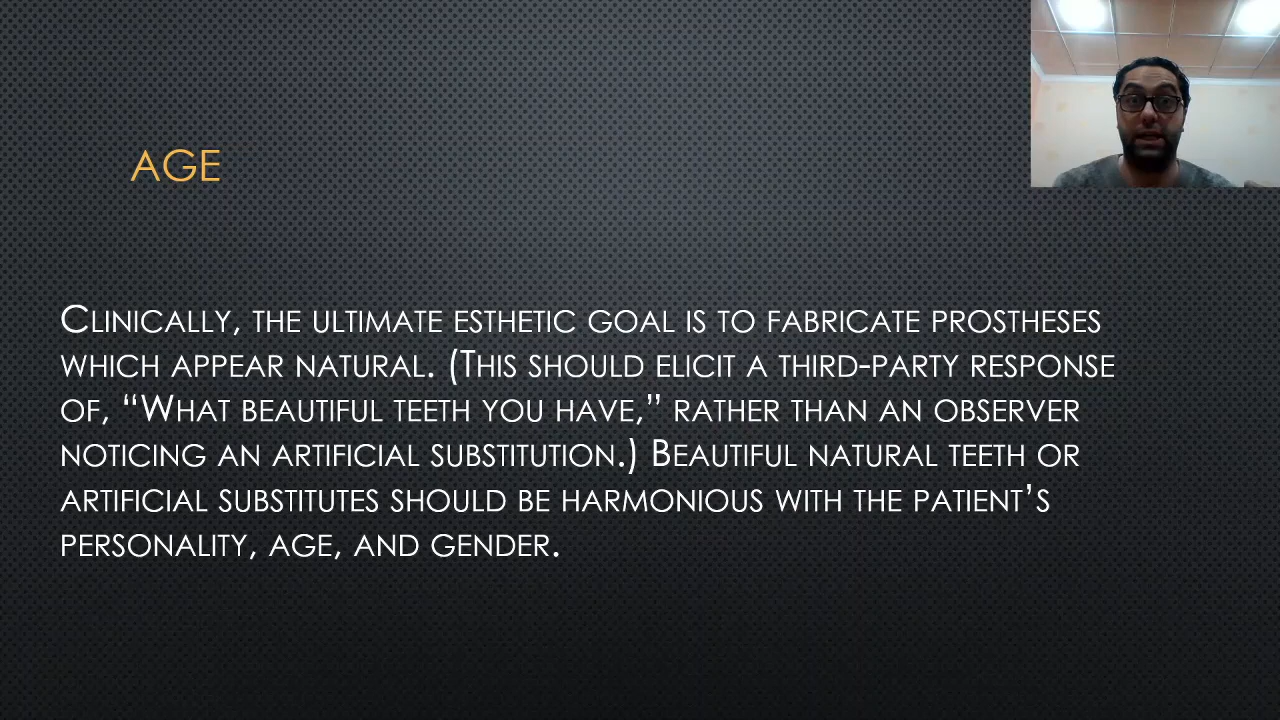 AGE
CLINICALLY, THE ULTIMATE ESTHETIC GOAL IS TO FABRICATE PROSTHESES
WHICH APPEAR NATURAL. (THIS SHOULD ELICIT A THIRD-PARTY RESPONSE
OF, “WHAT BEAUTIFUL TEETH YOU HAVE,” RATHER THAN AN OBSERVER
NOTICING AN ARTIFICIAL SUBSTITUTION.) BEAUTIFUL NATURAL TEETH OR
ARTIFICIAL SUBSTITUTES SHOULD BE HARMONIOUS WITH THE PATIENT’S
PERSONALITY, AGE, AND GENDER.